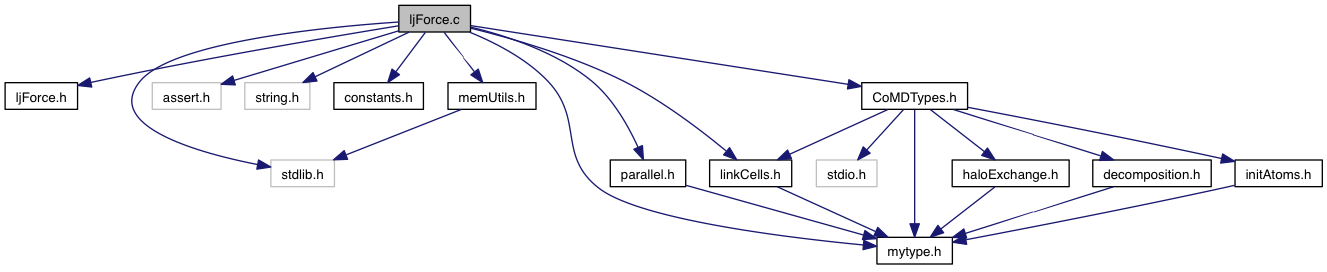 ljForce.c
ljForce.h
assert.h
string.h
constants.h
memUtils.h
CoMDTypes.h
stdlib.h
parallel.h
linkCells.h
stdio.h
haloExchange.h
decomposition.h
initAtoms.h
mytype.h